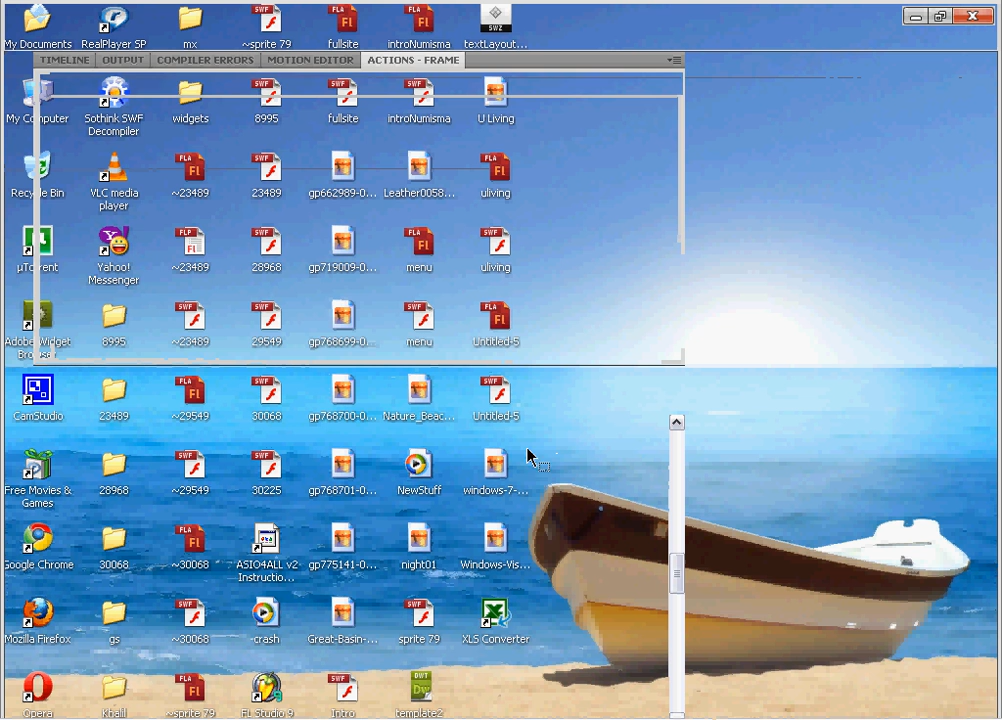 My Documents RealPlayer SP mx ~sprite 79 fullsite introNumisma textLayout...
TIMELINE OUTPUT COMPILER ERRORS MOTION EDITOR ACTIONS - FRAME
My Computer Sothink SWF Decompiler widgets 8995 fullsite introNumisma U Living
Recycle Bin VLC media player ~23489 23489 gp662989-0... Leather0058... uliving
µTorrent Yahoo! Messenger ~23489 28968 gp719009-0... menu uliving
Adobe Widget Browser 8995 ~23489 29549 gp768699-0... menu Untitled-5
CamStudio 23489 ~29549 30068 gp768700-0... Nature_Beac... Untitled-5
Free Movies & Games 28968 ~29549 30225 gp768701-0... NewStuff windows-7-...
Google Chrome 30068 ~30068 ASIO4ALL v2 Instructio... gp775141-0... night01 Windows-Vis...
Mozilla Firefox gs ~30068 -crash Great-Basin-... sprite 79 XLS Converter
Opera Khalil ~sprite 79 FL Studio 9 Intro template2